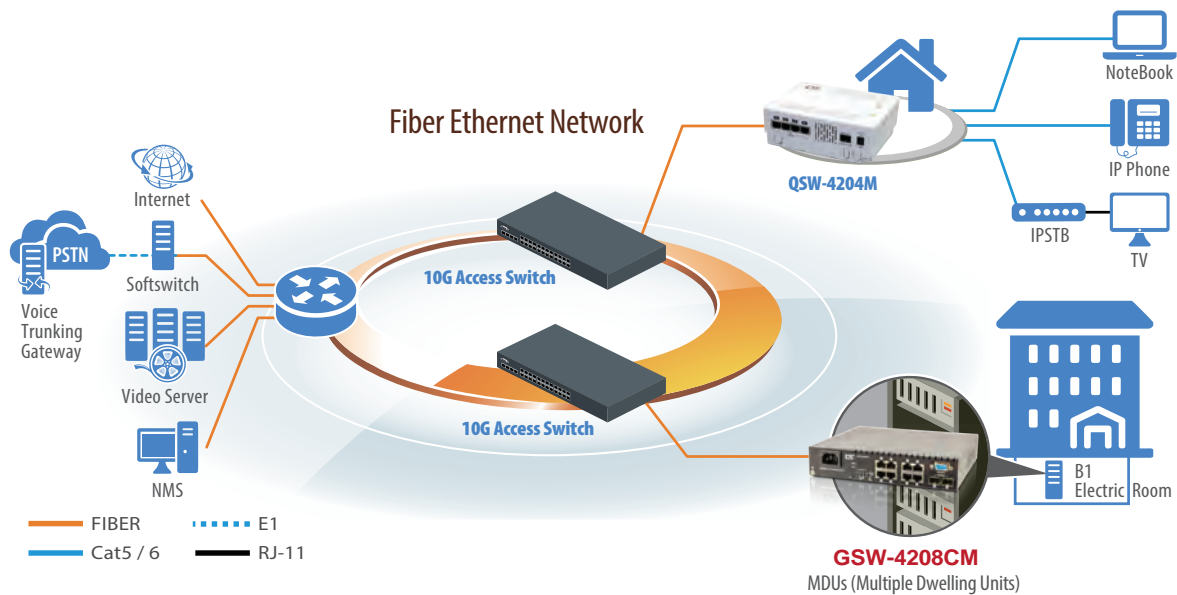 Fiber Ethernet Network
Internet
PSTN
Softswitch
Voice
Trunking
Gateway
Video Server
NMS
10G Access Switch
10G Access Switch
QSW-4204M
NoteBook
IP Phone
IPSTB
TV
B1
Electric Room
GSW-4208CM
MDUs (Multiple Dwelling Units)
FIBER
E1
Cat5 / 6
RJ-11